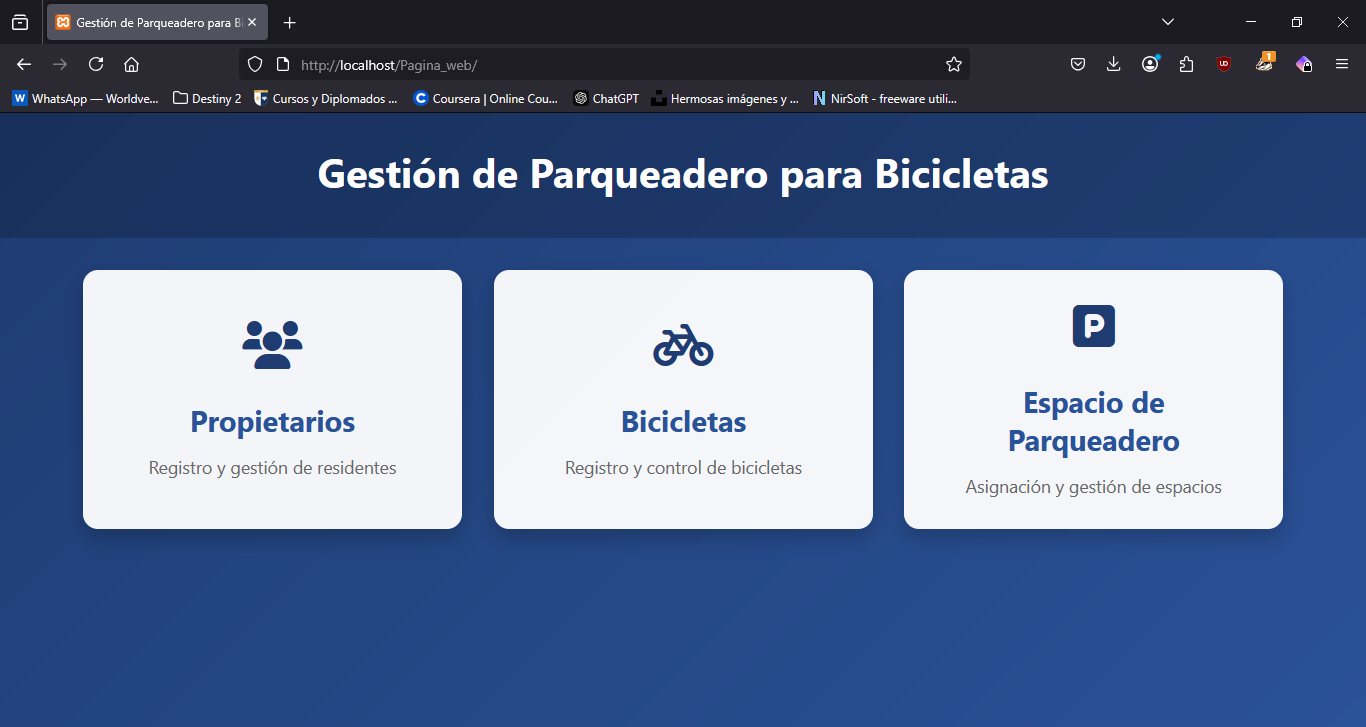 Gestión de Parqueadero para Bi
http://localhost/Pagina_web/
1
WhatsApp — Worldve...
Destiny 2
Cursos y Diplomados ...
Coursera | Online Cou...
ChatGPT
Hermosas imágenes y ...
NirSoft - freeware utili...
Gestión de Parqueadero para Bicicletas
Propietarios
Registro y gestión de residentes
Bicicletas
Registro y control de bicicletas
P
Espacio de
Parqueadero
Asignación y gestión de espacios